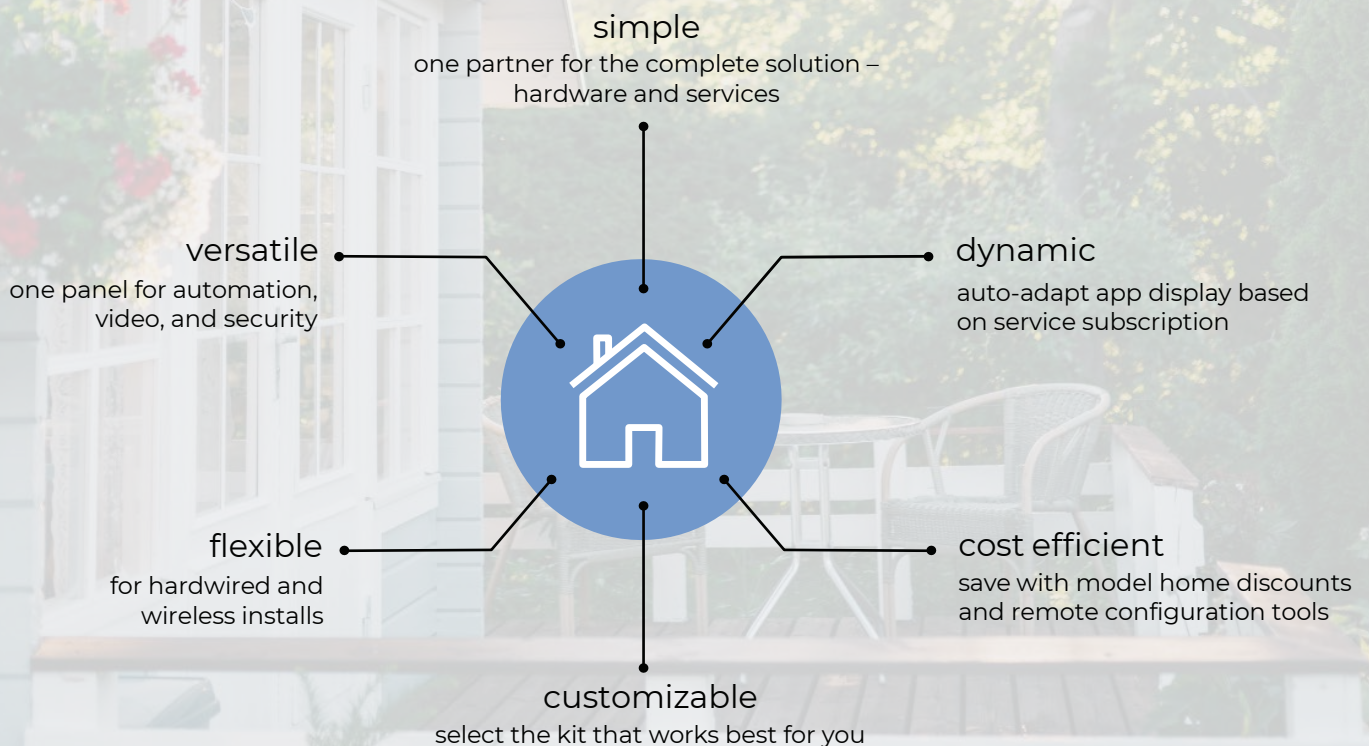 simple
one partner for the complete solution –
hardware and services
versatile
one panel for automation,
video, and security
dynamic
auto-adapt app display based
on service subscription
flexible
for hardwired and
wireless installs
cost efficient
save with model home discounts
and remote configuration tools
customizable
select the kit that works best for you